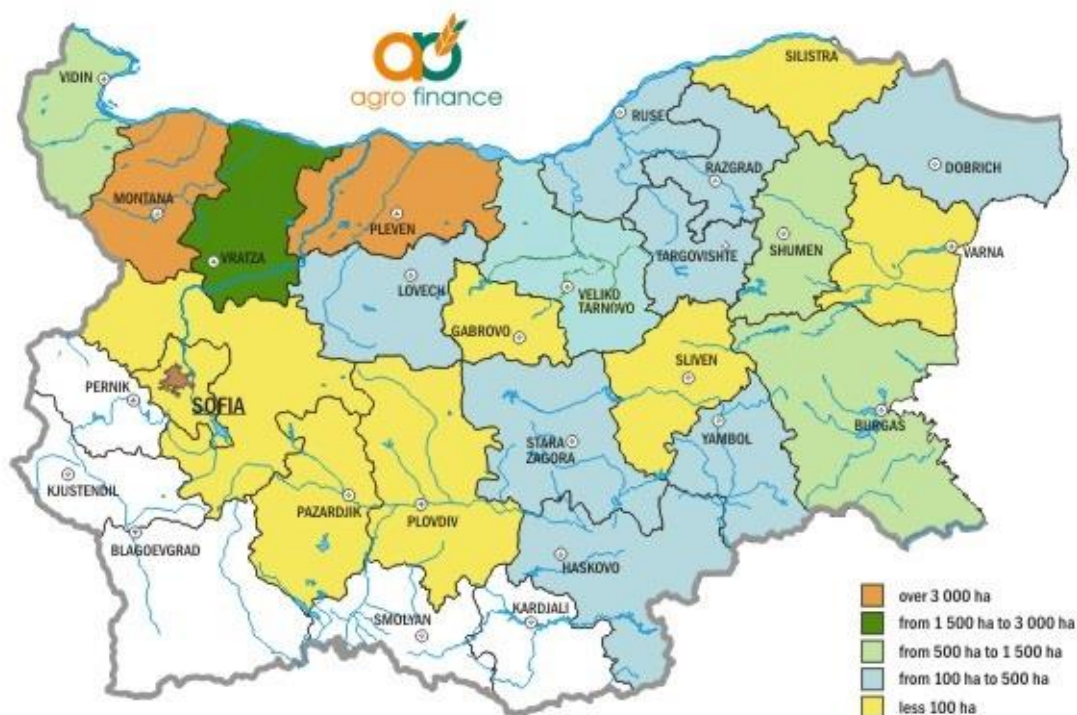 agro finance
VIDIN
SILISTRA
RUSE
DOBRICH
RAZGRAD
MONTANA
PLEVEN
VRATZA
TARGOVISHTE
SHUMEN
VARNA
LOVECH
VELIKO
TARNOVO
GABROVO
SLIVEN
PERNIK
SOFIA
BURGAS
YAMBOL
STARA
ZAGORA
KJUSTENDIL
PAZARDJIK
PLOVDIV
BLAGOEVGRAD
HASKOVO
SMOLYAN
KARDJALI
over 3 000 ha
from 1 500 ha to 3 000 ha
from 500 ha to 1 500 ha
from 100 ha to 500 ha
less 100 ha